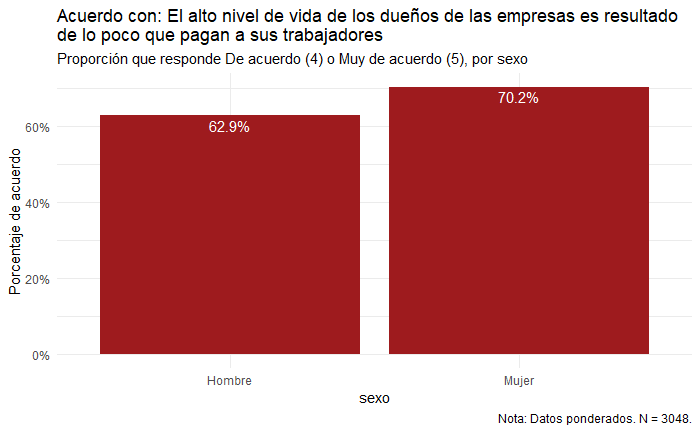 Acuerdo con: El alto nivel de vida de los dueños de las empresas es resultado
de lo poco que pagan a sus trabajadores
Proporción que responde De acuerdo (4) o Muy de acuerdo (5), por sexo
Porcentaje de acuerdo
60%
40%
20%
0%
62.9%
70.2%
Hombre
Mujer
sexo
Nota: Datos ponderados. N = 3048.